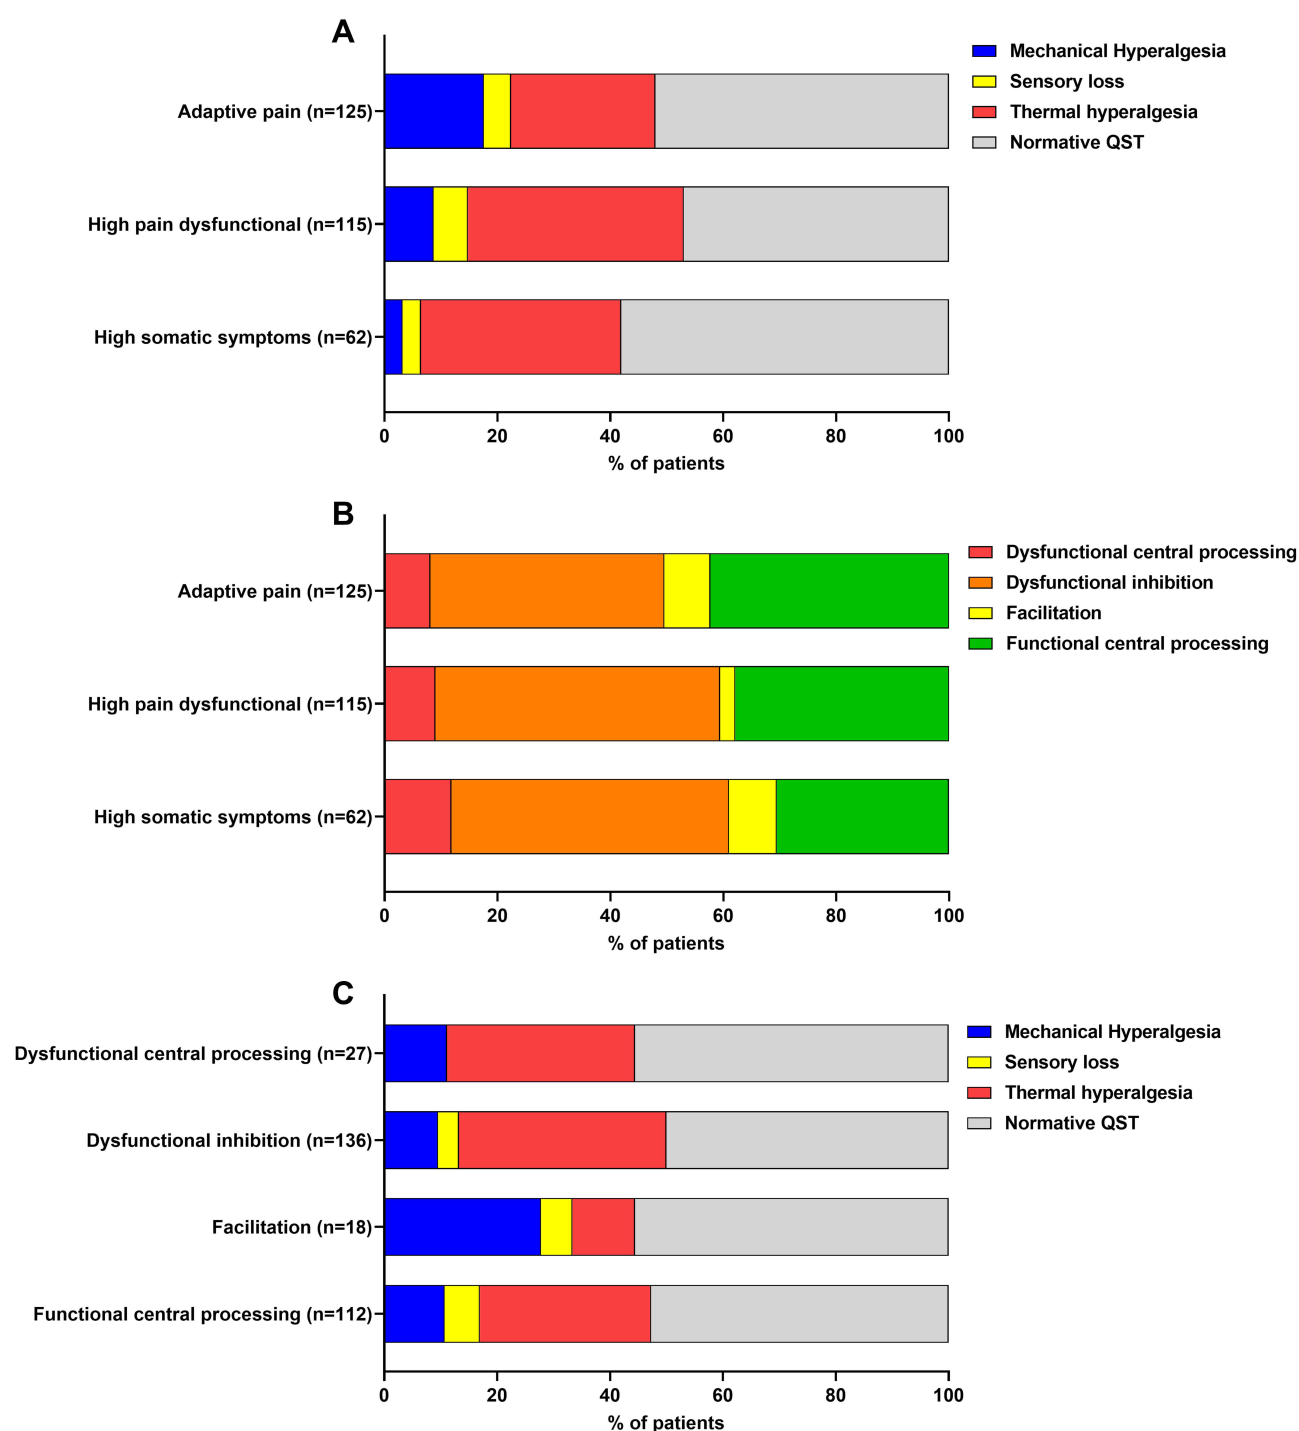 A
Mechanical Hyperalgesia
Sensory loss
Thermal hyperalgesia
Normative QST
Adaptive pain (n=125)
High pain dysfunctional (n=115)
High somatic symptoms (n=62)
0 20 40 60 80 100
% of patients
B
Dysfunctional central processing
Dysfunctional inhibition
Facilitation
Functional central processing
Adaptive pain (n=125)
High pain dysfunctional (n=115)
High somatic symptoms (n=62)
0 20 40 60 80 100
% of patients
C
Mechanical Hyperalgesia
Sensory loss
Thermal hyperalgesia
Normative QST
Dysfunctional central processing (n=27)
Dysfunctional inhibition (n=136)
Facilitation (n=18)
Functional central processing (n=112)
0 20 40 60 80 100
% of patients